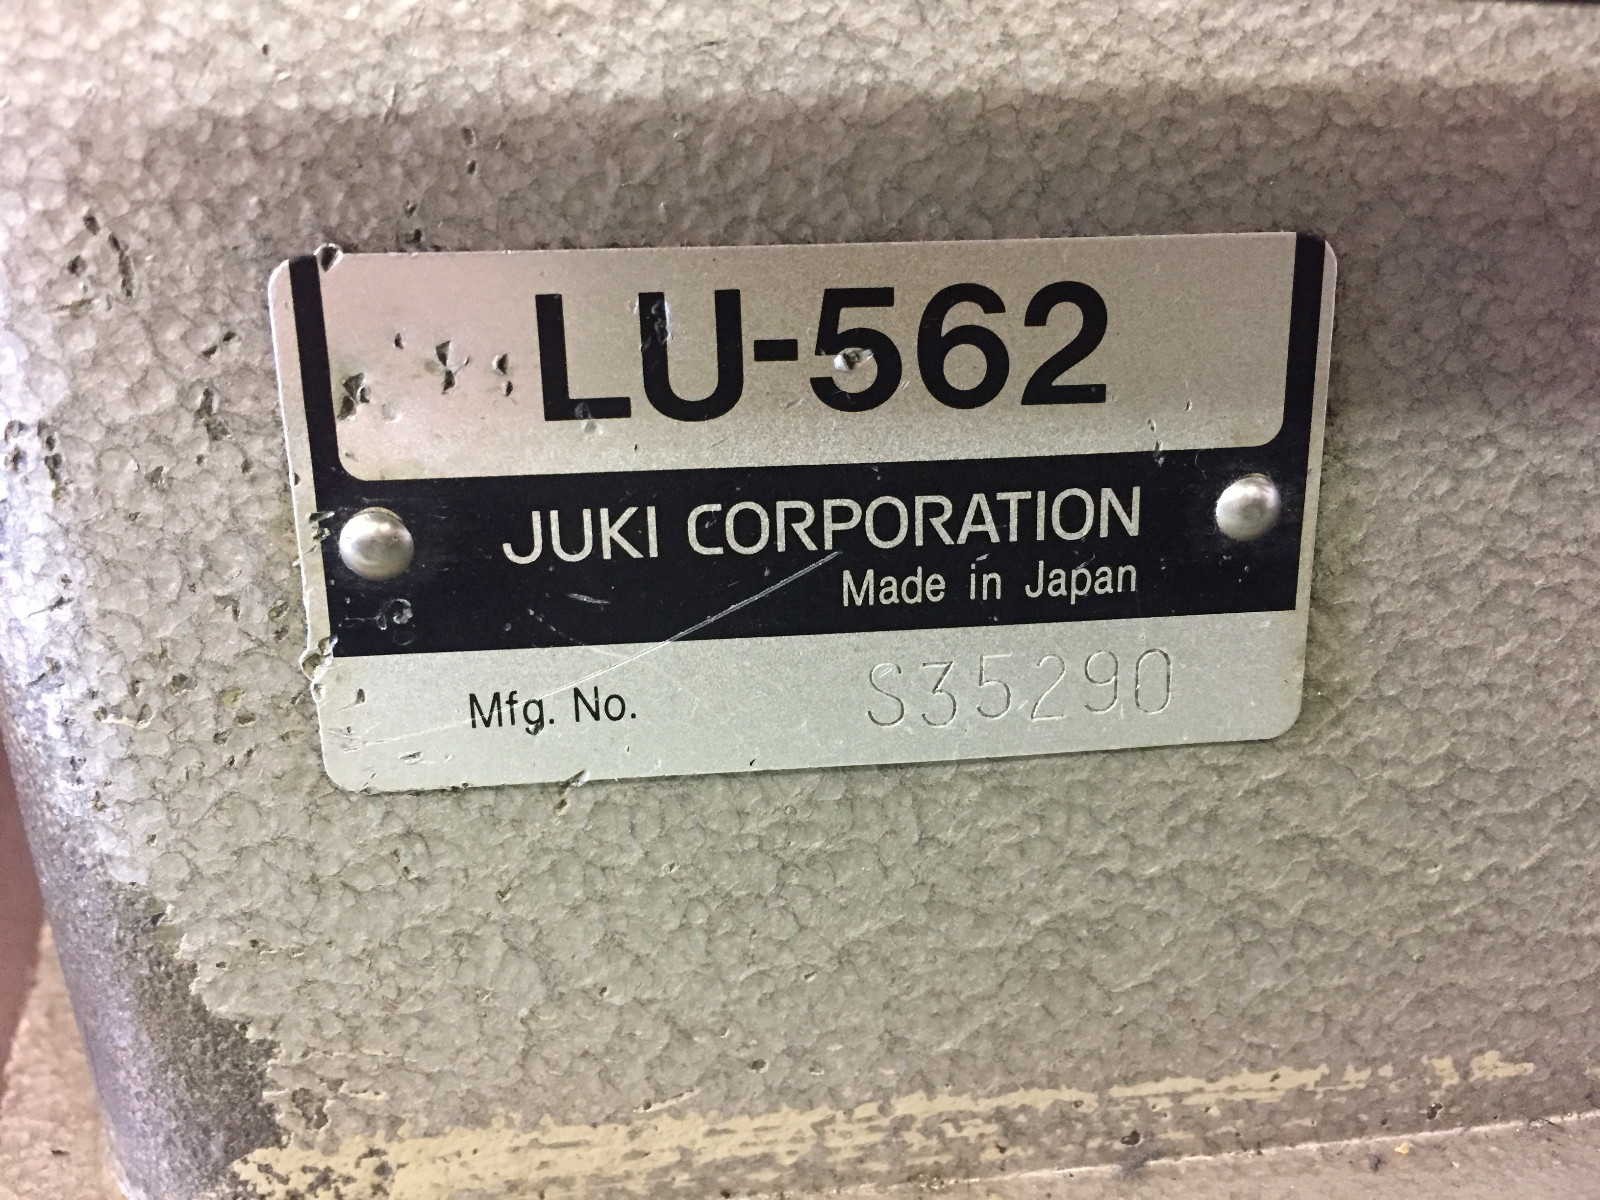 LU-562
JUKI CORPORATION
Made in Japan
Mfg. No. S35290